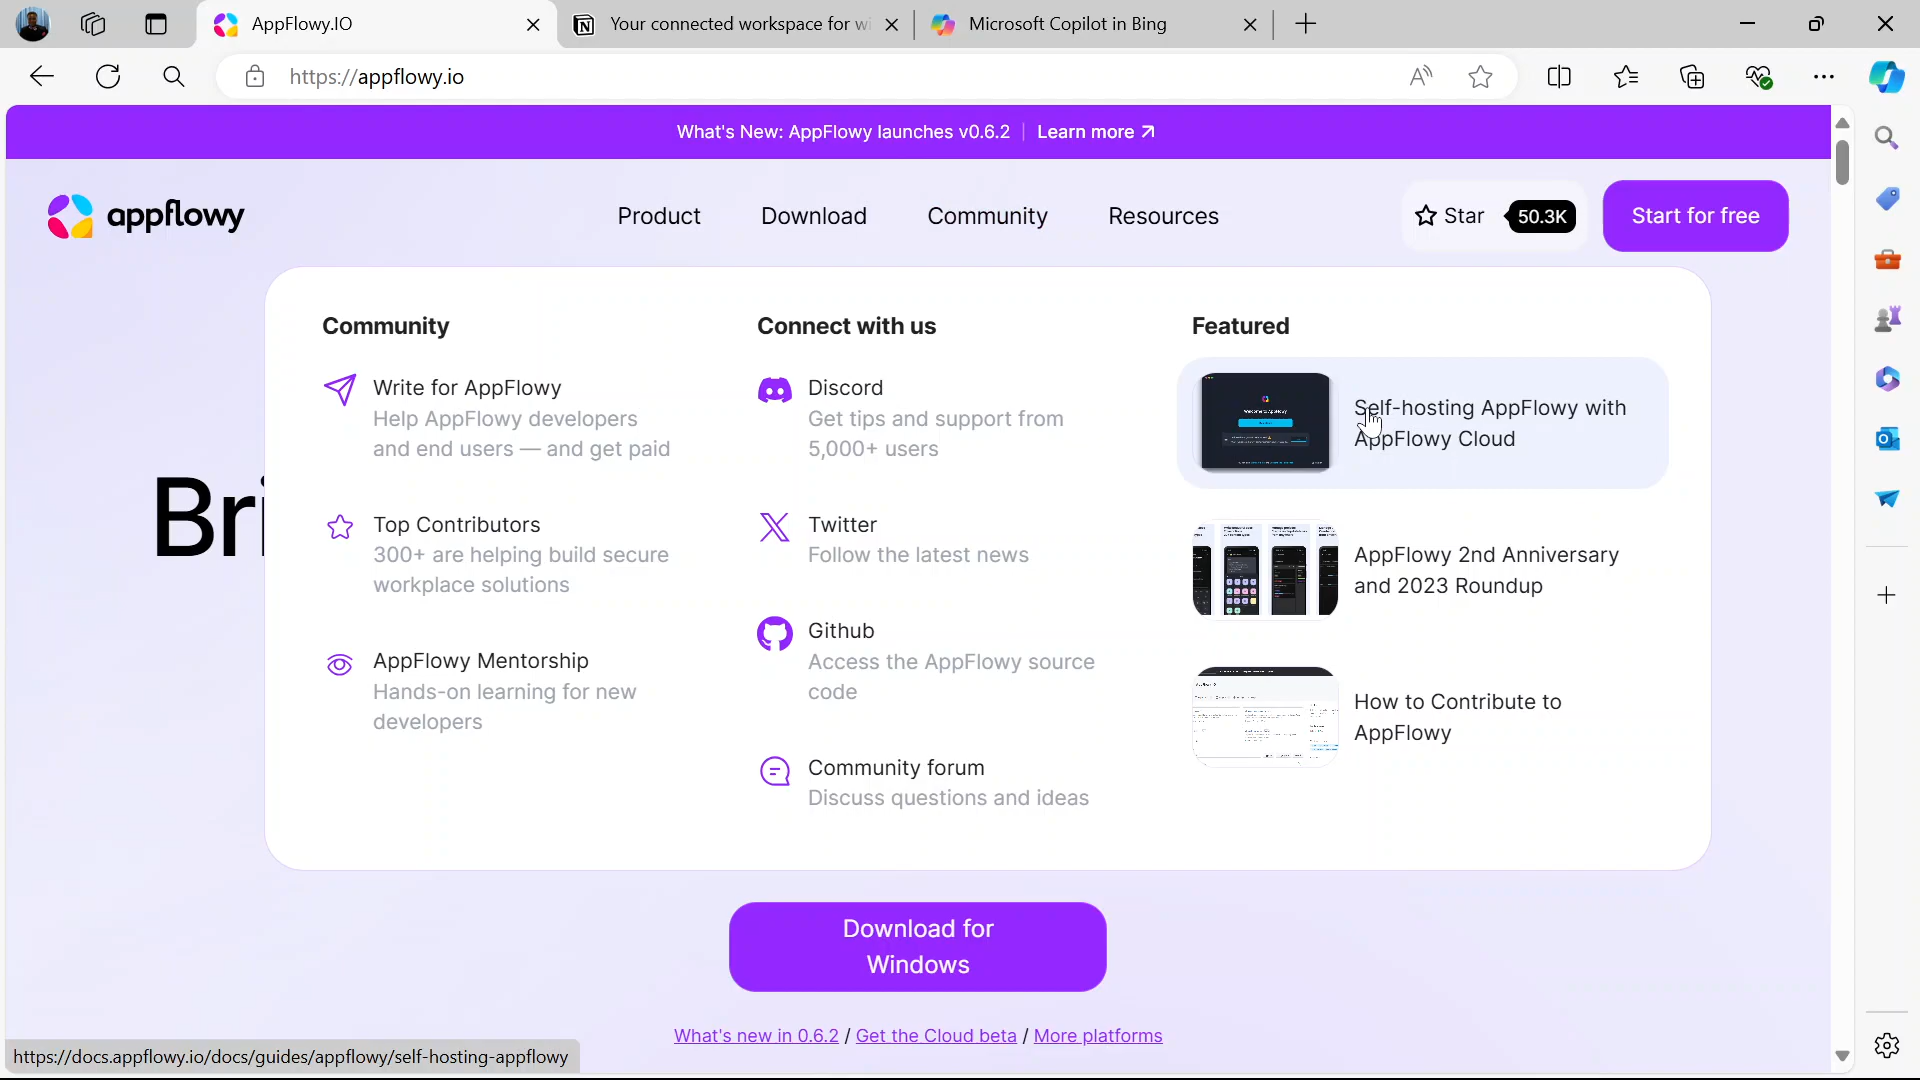 AppFlowy.IO
Your connected workspace for wi
Microsoft Copilot in Bing
https://appflowy.io
What's New: AppFlowy launches v0.6.2 | Learn more
appflowy
Product
Download
Community
Resources
Star
50.3K
Start for free
Bri
Community
Write for AppFlowy
Help AppFlowy developers
and end users — and get paid
Top Contributors
300+ are helping build secure
workplace solutions
AppFlowy Mentorship
Hands-on learning for new
developers
Connect with us
Discord
Get tips and support from
5,000+ users
Twitter
Follow the latest news
Github
Access the AppFlowy source
code
Community forum
Discuss questions and ideas
Featured
Self-hosting AppFlowy with
AppFlowy Cloud
AppFlowy 2nd Anniversary
and 2023 Roundup
How to Contribute to
AppFlowy
Download for
Windows
What's new in 0.6.2 / Get the Cloud beta / More platforms
https://docs.appflowy.io/docs/guides/appflowy/self-hosting-appflowy